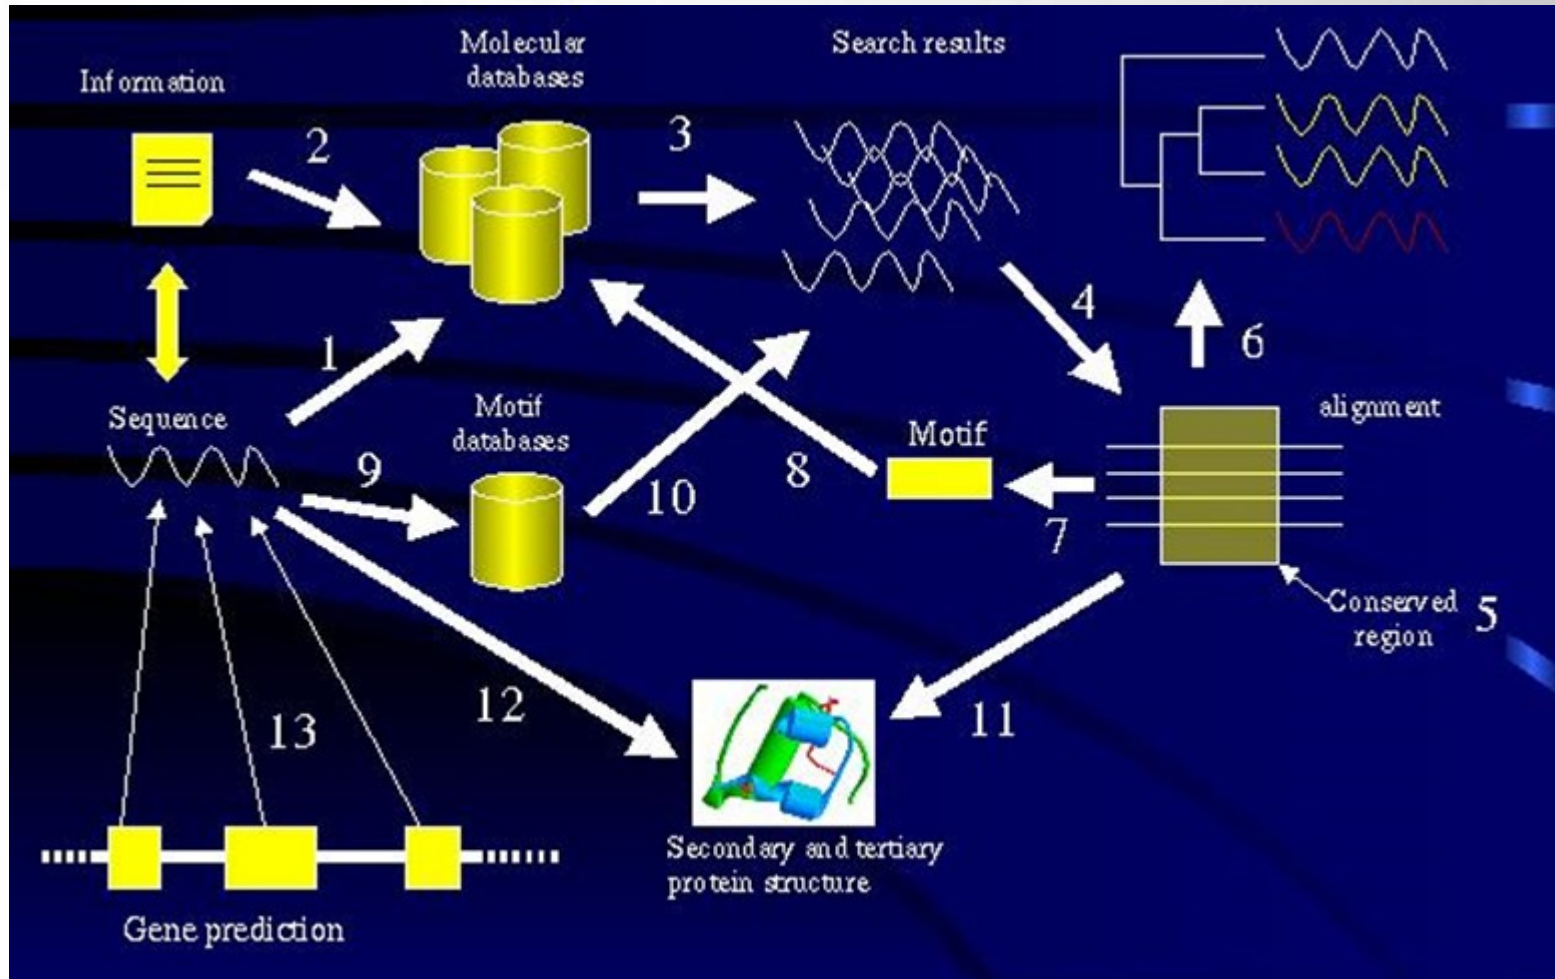 Information
Molecular
databases
Search results
2
3
1
4
6
Sequence
Motif
databases
9
10
8
Motif
alignment
7
Conserved
region
5
12
13
11
Secondary and tertiary
protein structure
Gene prediction